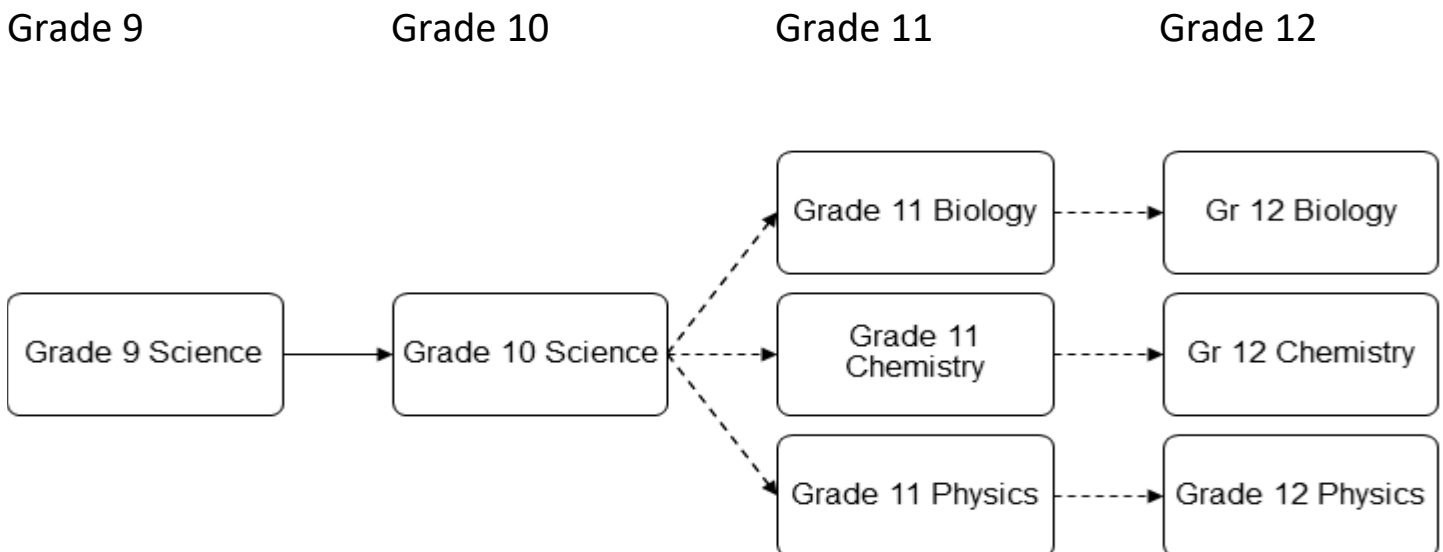 Grade 9
Grade 10
Grade 11
Grade 12
Grade 11 Biology
Gr 12 Biology
Grade 9 Science
Grade 10 Science
Grade 11
Chemistry
Gr 12 Chemistry
Grade 11 Physics
Grade 12 Physics